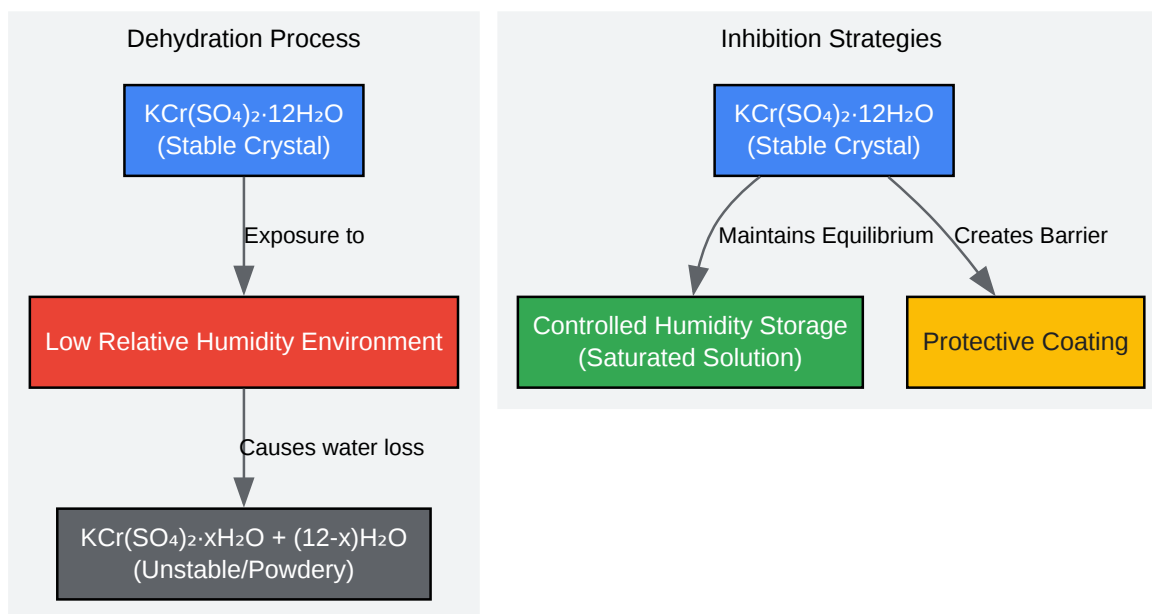 Dehydration Process
KCr(SO₄)₂·12H₂O
(Stable Crystal)
Exposure to
Low Relative Humidity Environment
Causes water loss
KCr(SO₄)₂·xH₂O + (12-x)H₂O
(Unstable/Powdery)
Inhibition Strategies
KCr(SO₄)₂·12H₂O
(Stable Crystal)
Maintains Equilibrium
Creates Barrier
Controlled Humidity Storage
(Saturated Solution)
Protective Coating